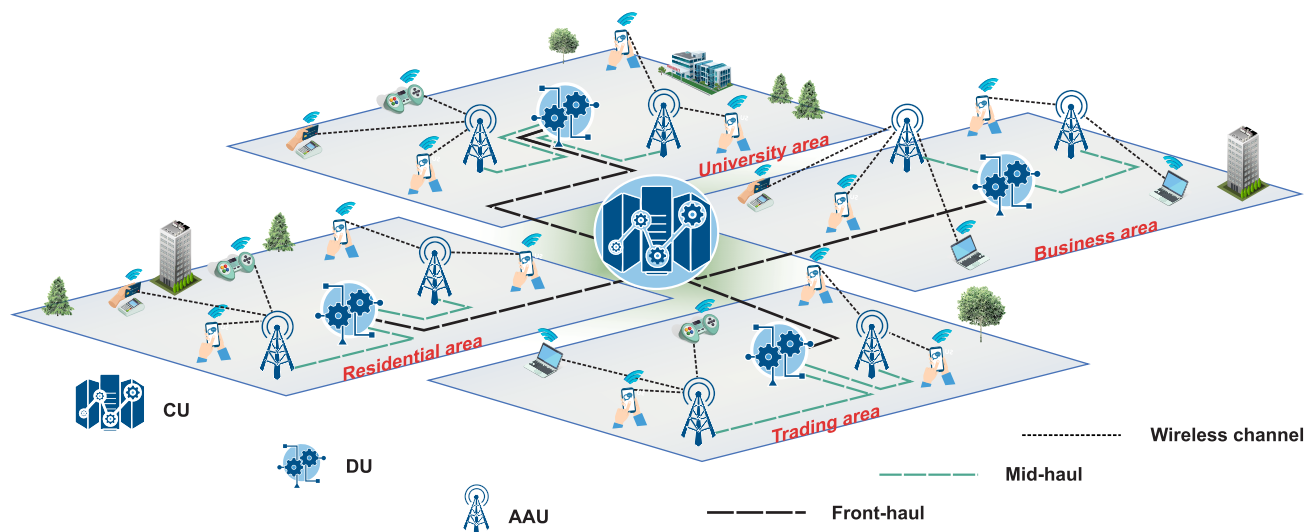 University area
Business area
Residential area
Trading area
CU
DU
AAU
Wireless channel
Mid-haul
Front-haul